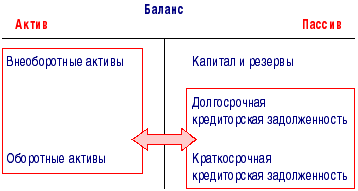 Баланс
Актив Пассив
Внеоборотные активы Капитал и резервы
Долгосрочная
кредиторская задолженность
Оборотные активы Краткосрочная
кредиторская задолженность